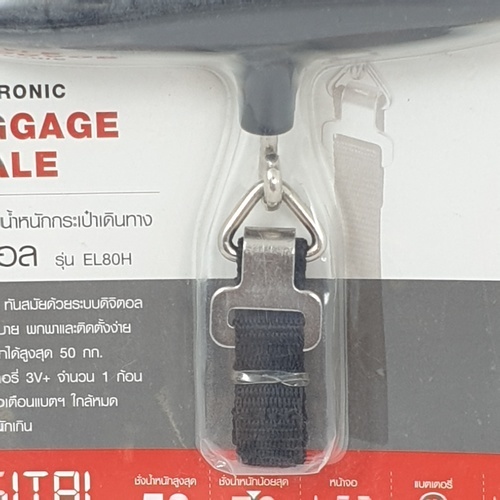 RONIC
GGAGE
ALE
น้ำหนักกระเป๋าเดินทาง
อล รุ่น EL80H
ทันสมัยด้วยระบบดิจิตอล
บาย พกพาและติดตั้งง่าย
กได้สูงสุด 50 กก.
ตอรี่ 3V+ จำนวน 1 ก้อน
งเตือนแบตฯ ใกล้หมด
นักเกิน
GITAL
ชั่งน้ำหนักสูงสุด ชั่งน้ำหนักน้อยสุด หน้าจอ แบตเตอรี่